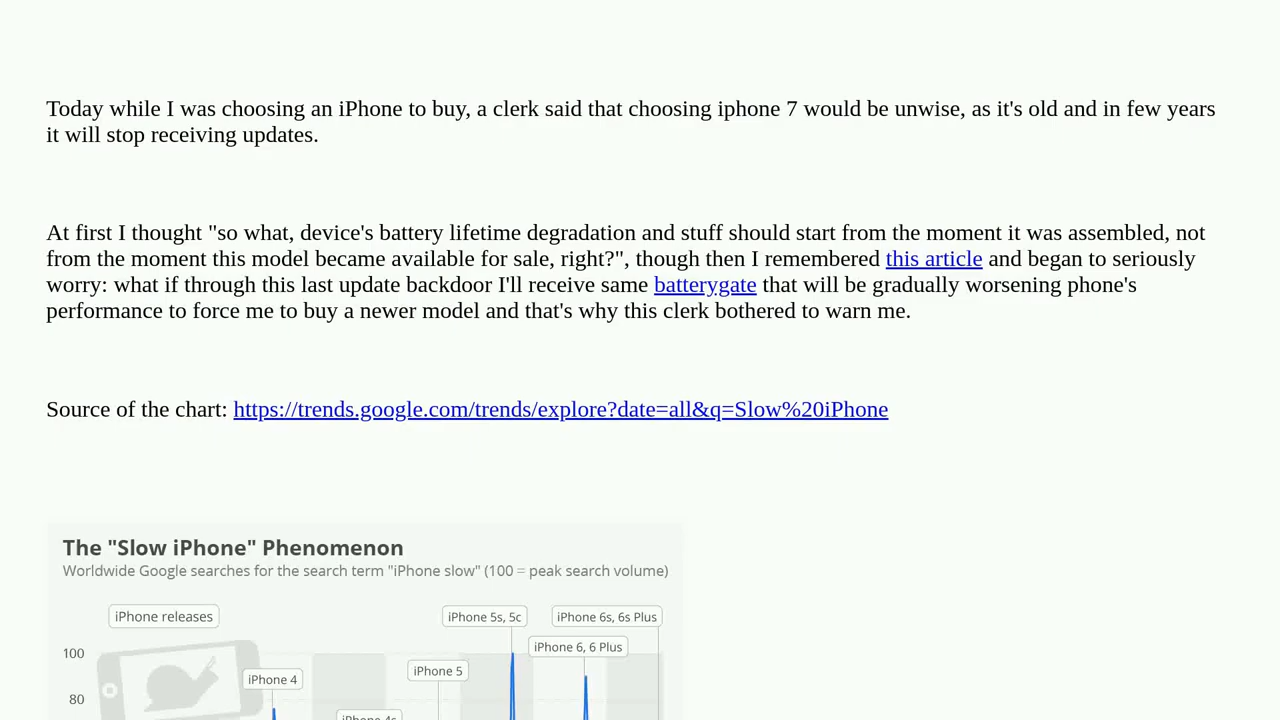 Today while I was choosing an iPhone to buy, a clerk said that choosing iphone 7 would be unwise, as it's old and in few years
it will stop receiving updates.
At first I thought "so what, device's battery lifetime degradation and stuff should start from the moment it was assembled, not
from the moment this model became available for sale, right?", though then I remembered this article and began to seriously
worry: what if through this last update backdoor I'll receive same batterygate that will be gradually worsening phone's
performance to force me to buy a newer model and that's why this clerk bothered to warn me.
Source of the chart: https://trends.google.com/trends/explore?date=all&q=Slow%20iPhone
The "Slow iPhone" Phenomenon
Worldwide Google searches for the search term "iPhone slow" (100 = peak search volume)
iPhone releases
iPhone 5s, 5c
iPhone 6s, 6s Plus
iPhone 6, 6 Plus
100
iPhone 5
iPhone 4
80
iPhone 4s